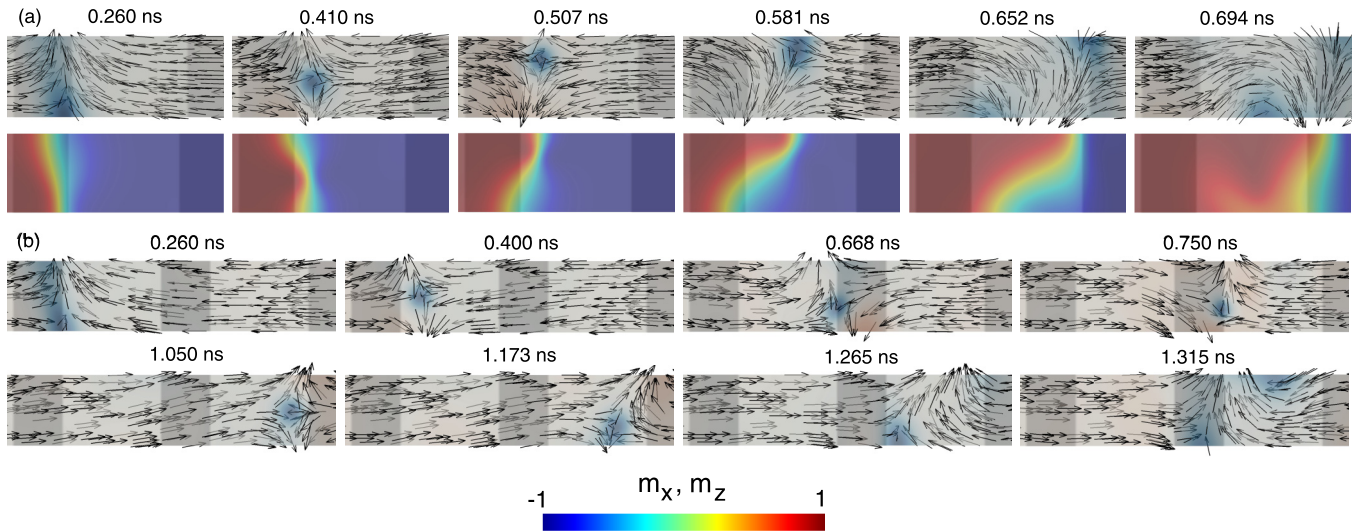 (a) 0.260 ns 0.410 ns 0.507 ns 0.581 ns 0.652 ns 0.694 ns
(b) 0.260 ns 0.400 ns 0.668 ns 0.750 ns
1.050 ns 1.173 ns 1.265 ns 1.315 ns
m_x, m_z
-1 1